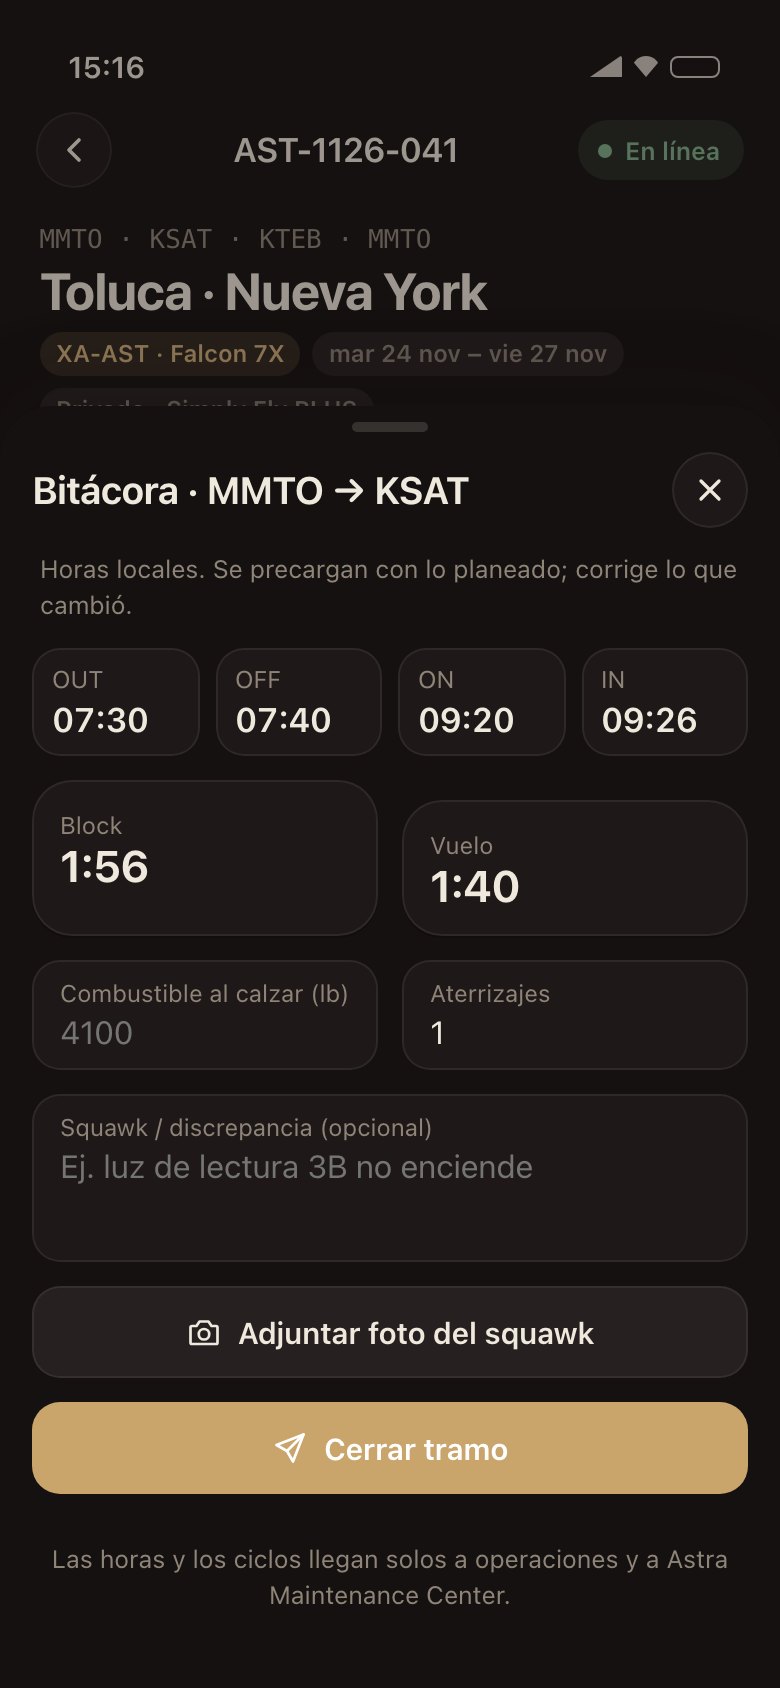 15:16
AST-1126-041
En línea
MMTO · KSAT · KTEB · MMTO
Toluca · Nueva York
XA-AST · Falcon 7X
mar 24 nov – vie 27 nov
Privado · Simply Fly PLUS
Bitácora · MMTO → KSAT
Horas locales. Se precargan con lo planeado; corrige lo que
cambió.
OUT
07:30
OFF
07:40
ON
09:20
IN
09:26
Block
1:56
Vuelo
1:40
Combustible al calzar (lb)
4100
Aterrizajes
1
Squawk / discrepancia (opcional)
Ej. luz de lectura 3B no enciende
Adjuntar foto del squawk
Cerrar tramo
Las horas y los ciclos llegan solos a operaciones y a Astra
Maintenance Center.